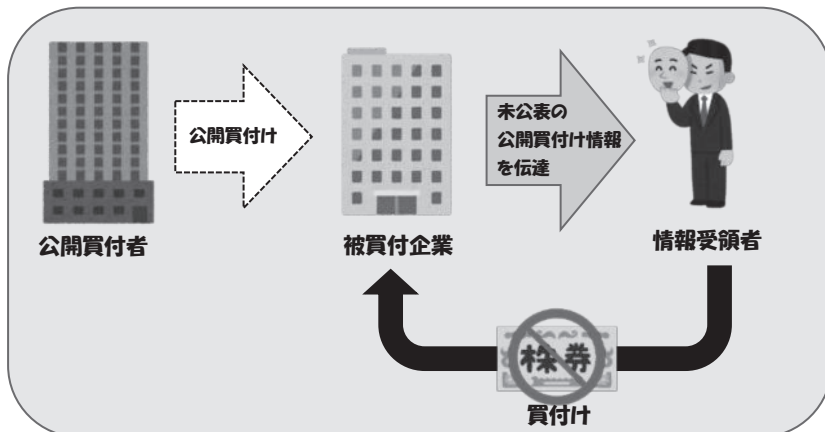 公開買付け
未公表の
公開買付け情報
を伝達
公開買付者
被買付企業
情報受領者
株券
買付け